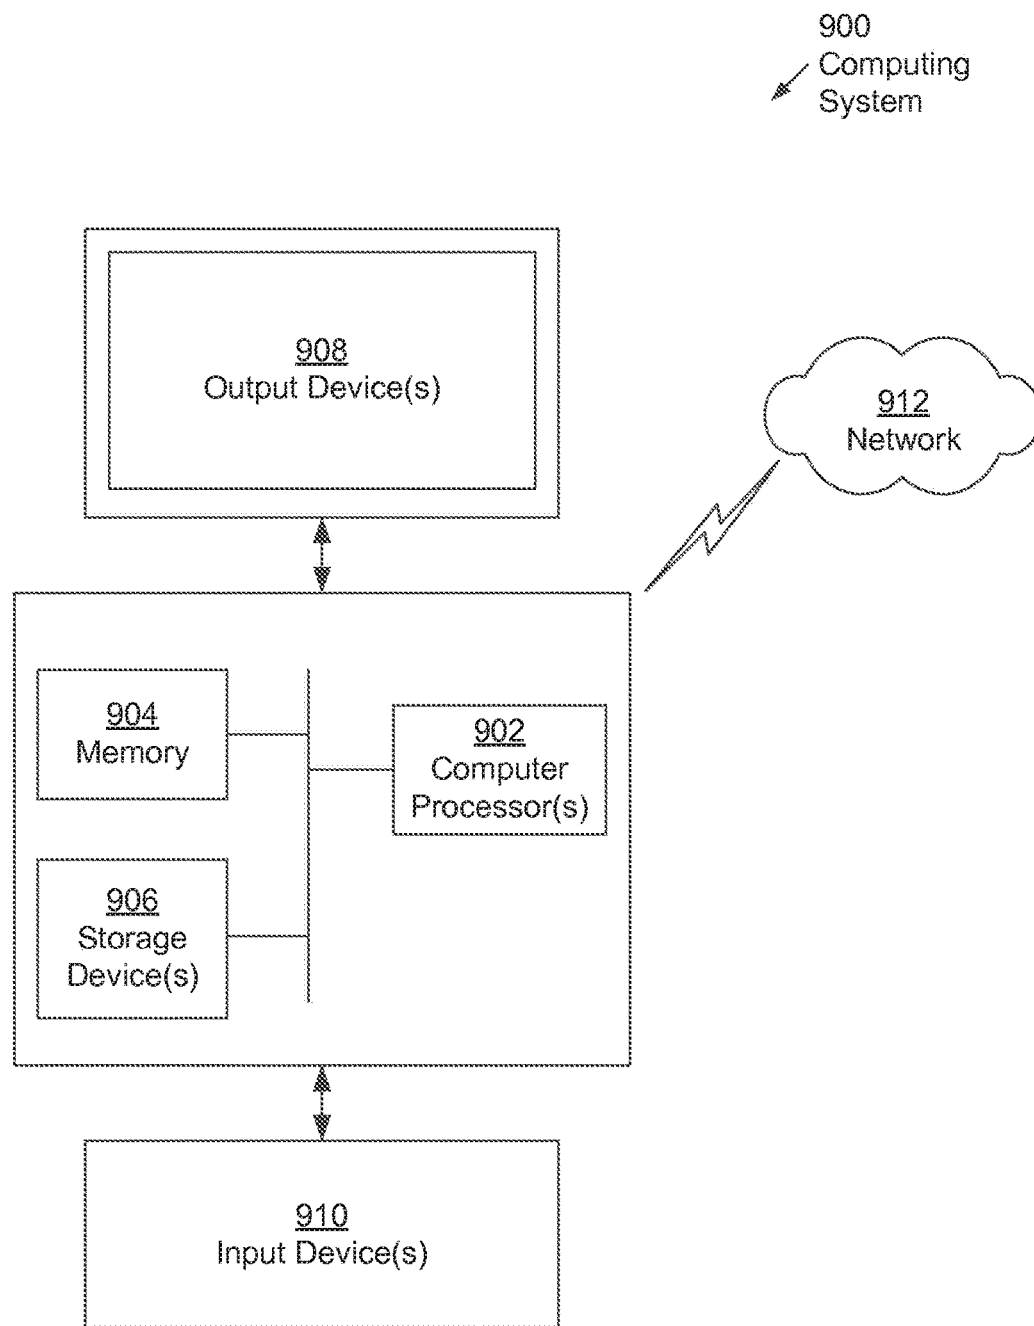 900
Computing
System
908
Output Device(s)
912
Network
904
Memory
902
Computer
Processor(s)
906
Storage
Device(s)
910
Input Device(s)